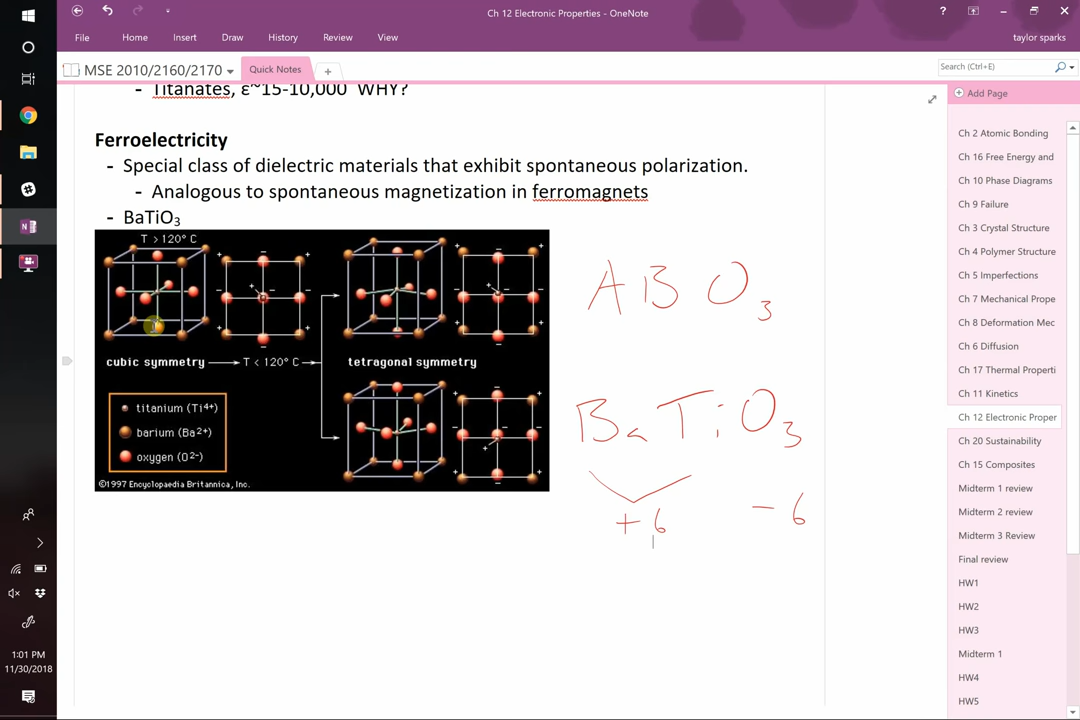 Ch 12 Electronic Properties - OneNote
?
File Home Insert Draw History Review View
taylor sparks
MSE 2010/2160/2170
Quick Notes
+
Search (Ctrl+E)
Add Page
- Titanates, ε~15-10,000 WHY?
Ferroelectricity
- Special class of dielectric materials that exhibit spontaneous polarization.
- Analogous to spontaneous magnetization in ferromagnets
- BaTiO3
T > 120° C
cubic symmetry
T < 120° C
tetragonal symmetry
titanium (Ti4+)
barium (Ba2+)
oxygen (O2-)
©1997 Encyclopaedia Britannica, Inc.
A B O3
BaTiO3
+6 -6
Ch 2 Atomic Bonding
Ch 16 Free Energy and
Ch 10 Phase Diagrams
Ch 9 Failure
Ch 3 Crystal Structure
Ch 4 Polymer Structure
Ch 5 Imperfections
Ch 7 Mechanical Prope
Ch 8 Deformation Mec
Ch 6 Diffusion
Ch 17 Thermal Properti
Ch 11 Kinetics
Ch 12 Electronic Proper
Ch 20 Sustainability
Ch 15 Composites
Midterm 1 review
Midterm 2 review
Midterm 3 Review
Final review
HW1
HW2
HW3
Midterm 1
HW4
HW5
1:01 PM
11/30/2018